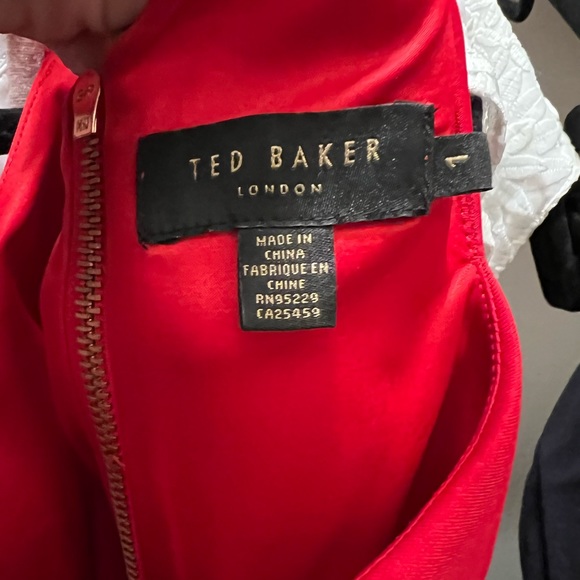 TED BAKER
LONDON
1
MADE IN
CHINA
FABRIQUE EN
CHINE
RN95229
CA25459